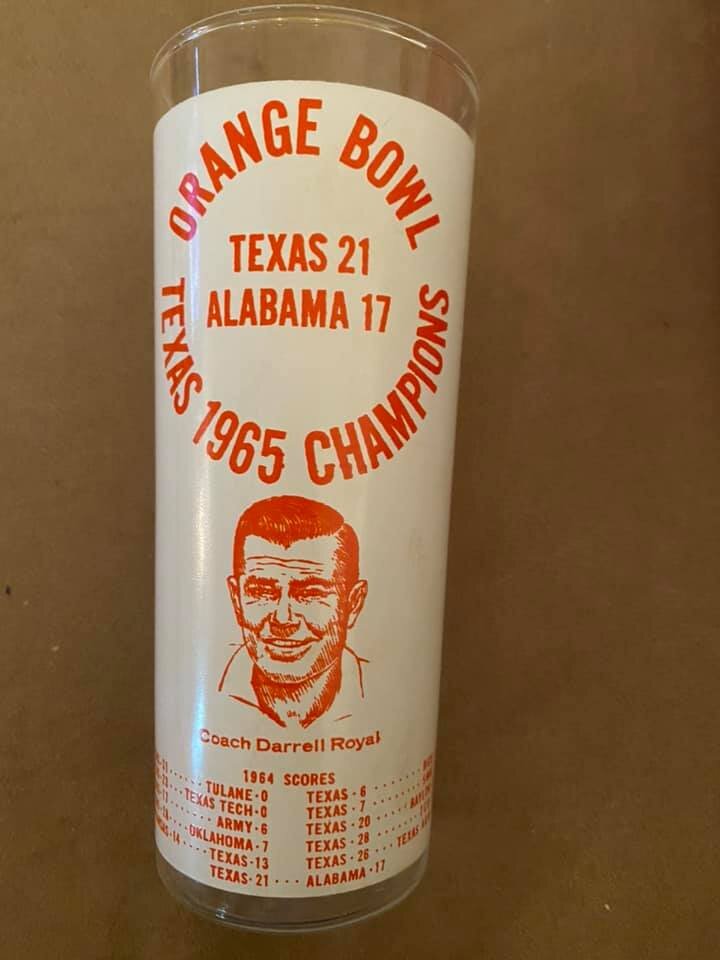 ORANGE BOWL
TEXAS 21
ALABAMA 17
TEXAS 1965 CHAMPIONS
Coach Darrell Royal
1964 SCORES
TULANE·0 TEXAS·6
TEXAS TECH·0 TEXAS·7
ARMY·6 TEXAS·20
OKLAHOMA·7 TEXAS·28
14 TEXAS·13 TEXAS·26 TEXAS
TEXAS·21 ··· ALABAMA·17